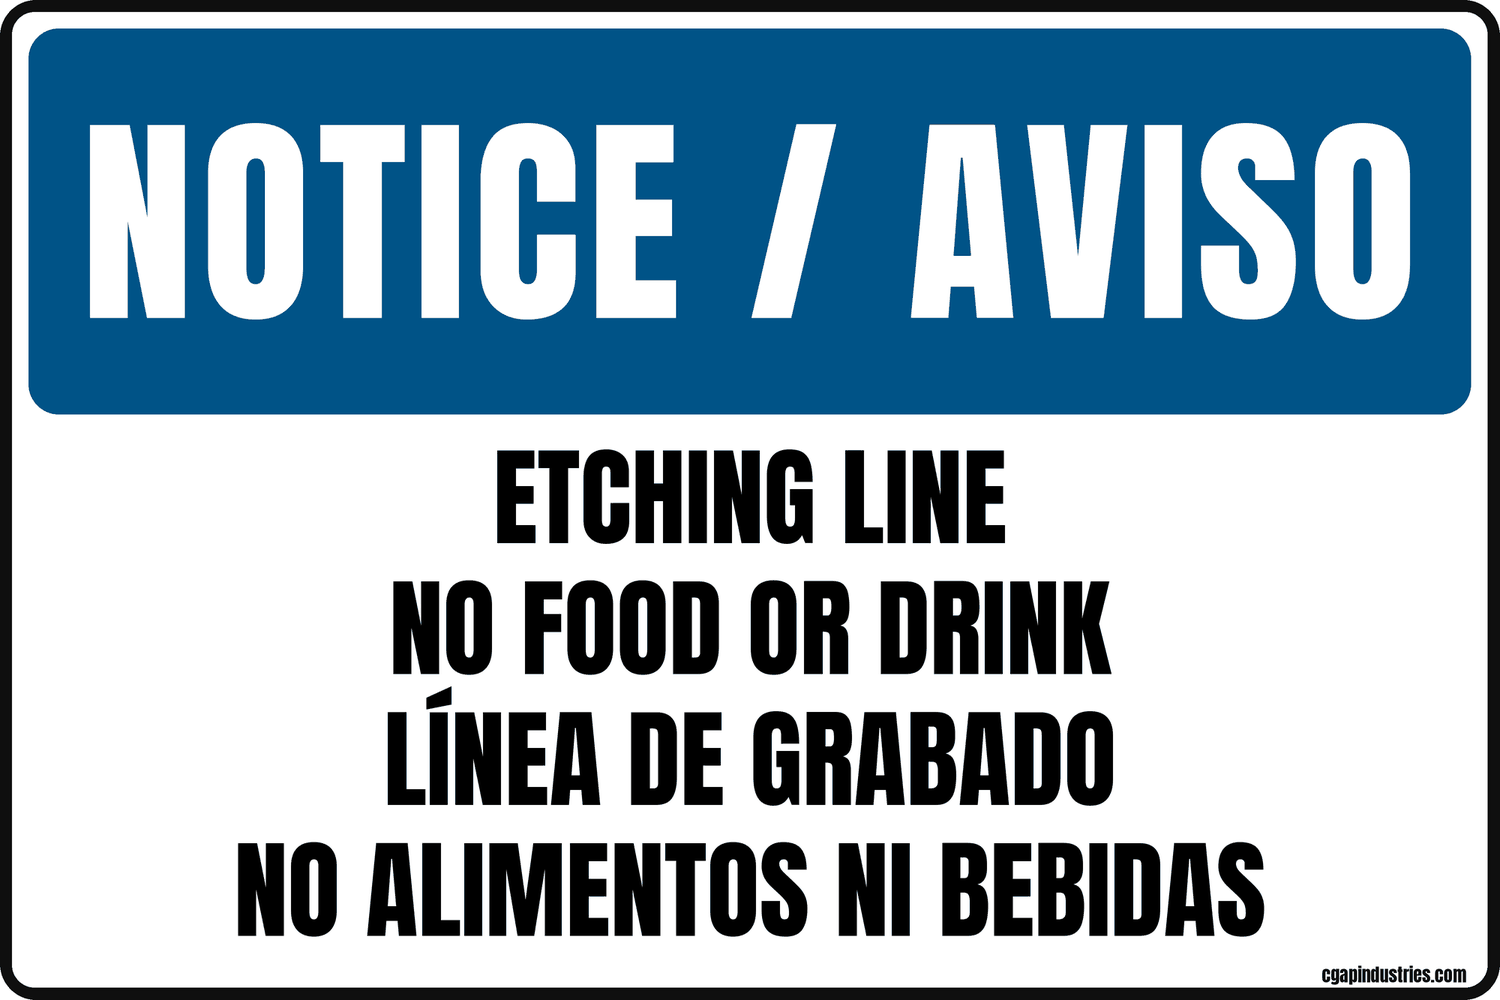 NOTICE / AVISO
ETCHING LINE
NO FOOD OR DRINK
LÍNEA DE GRABADO
NO ALIMENTOS NI BEBIDAS
cgapindustries.com